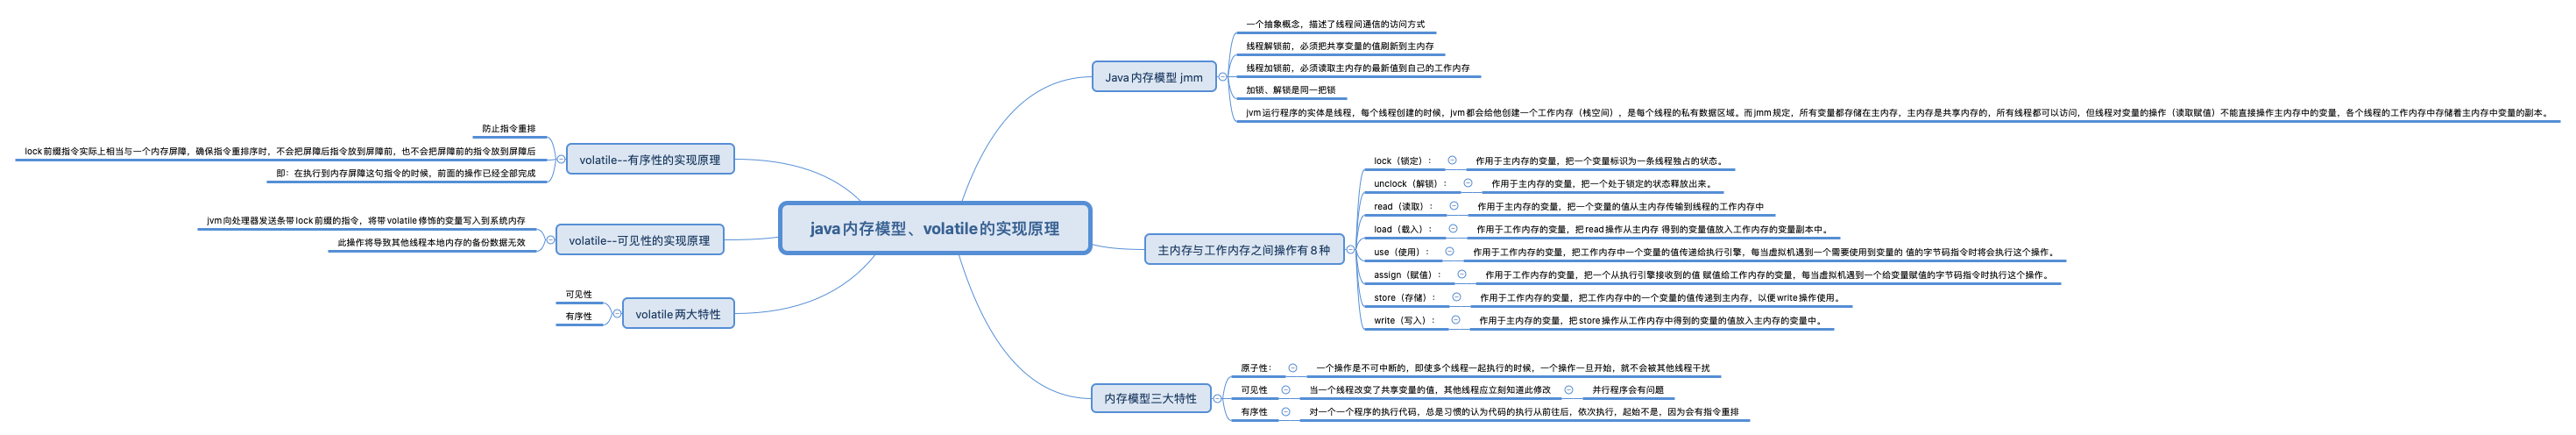 java内存模型、volatile的实现原理
Java内存模型 jmm
一个抽象概念，描述了线程间通信的访问方式
线程解锁前，必须把共享变量的值刷新到主内存
线程加锁前，必须读取主内存的最新值到自己的工作内存
加锁、解锁是同一把锁
jvm运行程序的实体是线程，每个线程创建的时候，jvm都会给他创建一个工作内存（栈空间），是每个线程的私有数据区域。而jmm规定，所有变量都存储在主内存，主内存是共享内存的，所有线程都可以访问，但线程对变量的操作（读取赋值）不能直接操作主内存中的变量，各个线程的工作内存中存储着主内存中变量的副本。
主内存与工作内存之间操作有8种
lock（锁定）： 作用于主内存的变量，把一个变量标识为一条线程独占的状态。
unclock（解锁）： 作用于主内存的变量，把一个处于锁定的状态释放出来。
read（读取）： 作用于主内存的变量，把一个变量的值从主内存传输到线程的工作内存中
load（载入）： 作用于工作内存的变量，把read操作从主内存 得到的变量值放入工作内存的变量副本中。
use（使用）： 作用于工作内存的变量，把工作内存中一个变量的值传递给执行引擎，每当虚拟机遇到一个需要使用到变量的 值的字节码指令时将会执行这个操作。
assign（赋值）： 作用于工作内存的变量，把一个从执行引擎接收到的值 赋值给工作内存的变量，每当虚拟机遇到一个给变量赋值的字节码指令时执行这个操作。
store（存储）： 作用于工作内存的变量，把工作内存中的一个变量的值传递到主内存，以便write操作使用。
write（写入）： 作用于主内存的变量，把store操作从工作内存中得到的变量的值放入主内存的变量中。
内存模型三大特性
原子性： 一个操作是不可中断的，即使多个线程一起执行的时候，一个操作一旦开始，就不会被其他线程干扰
可见性 当一个线程改变了共享变量的值，其他线程应立刻知道此修改 并行程序会有问题
有序性 对一个一个程序的执行代码，总是习惯的认为代码的执行从前往后，依次执行，起始不是，因为会有指令重排
volatile--有序性的实现原理
防止指令重排
lock前缀指令实际上相当与一个内存屏障，确保指令重排序时，不会把屏障后指令放到屏障前，也不会把屏障前的指令放到屏障后
即：在执行到内存屏障这句指令的时候，前面的操作已经全部完成
volatile--可见性的实现原理
jvm向处理器发送条带lock前缀的指令，将带volatile修饰的变量写入到系统内存
此操作将导致其他线程本地内存的备份数据无效
volatile两大特性
可见性
有序性